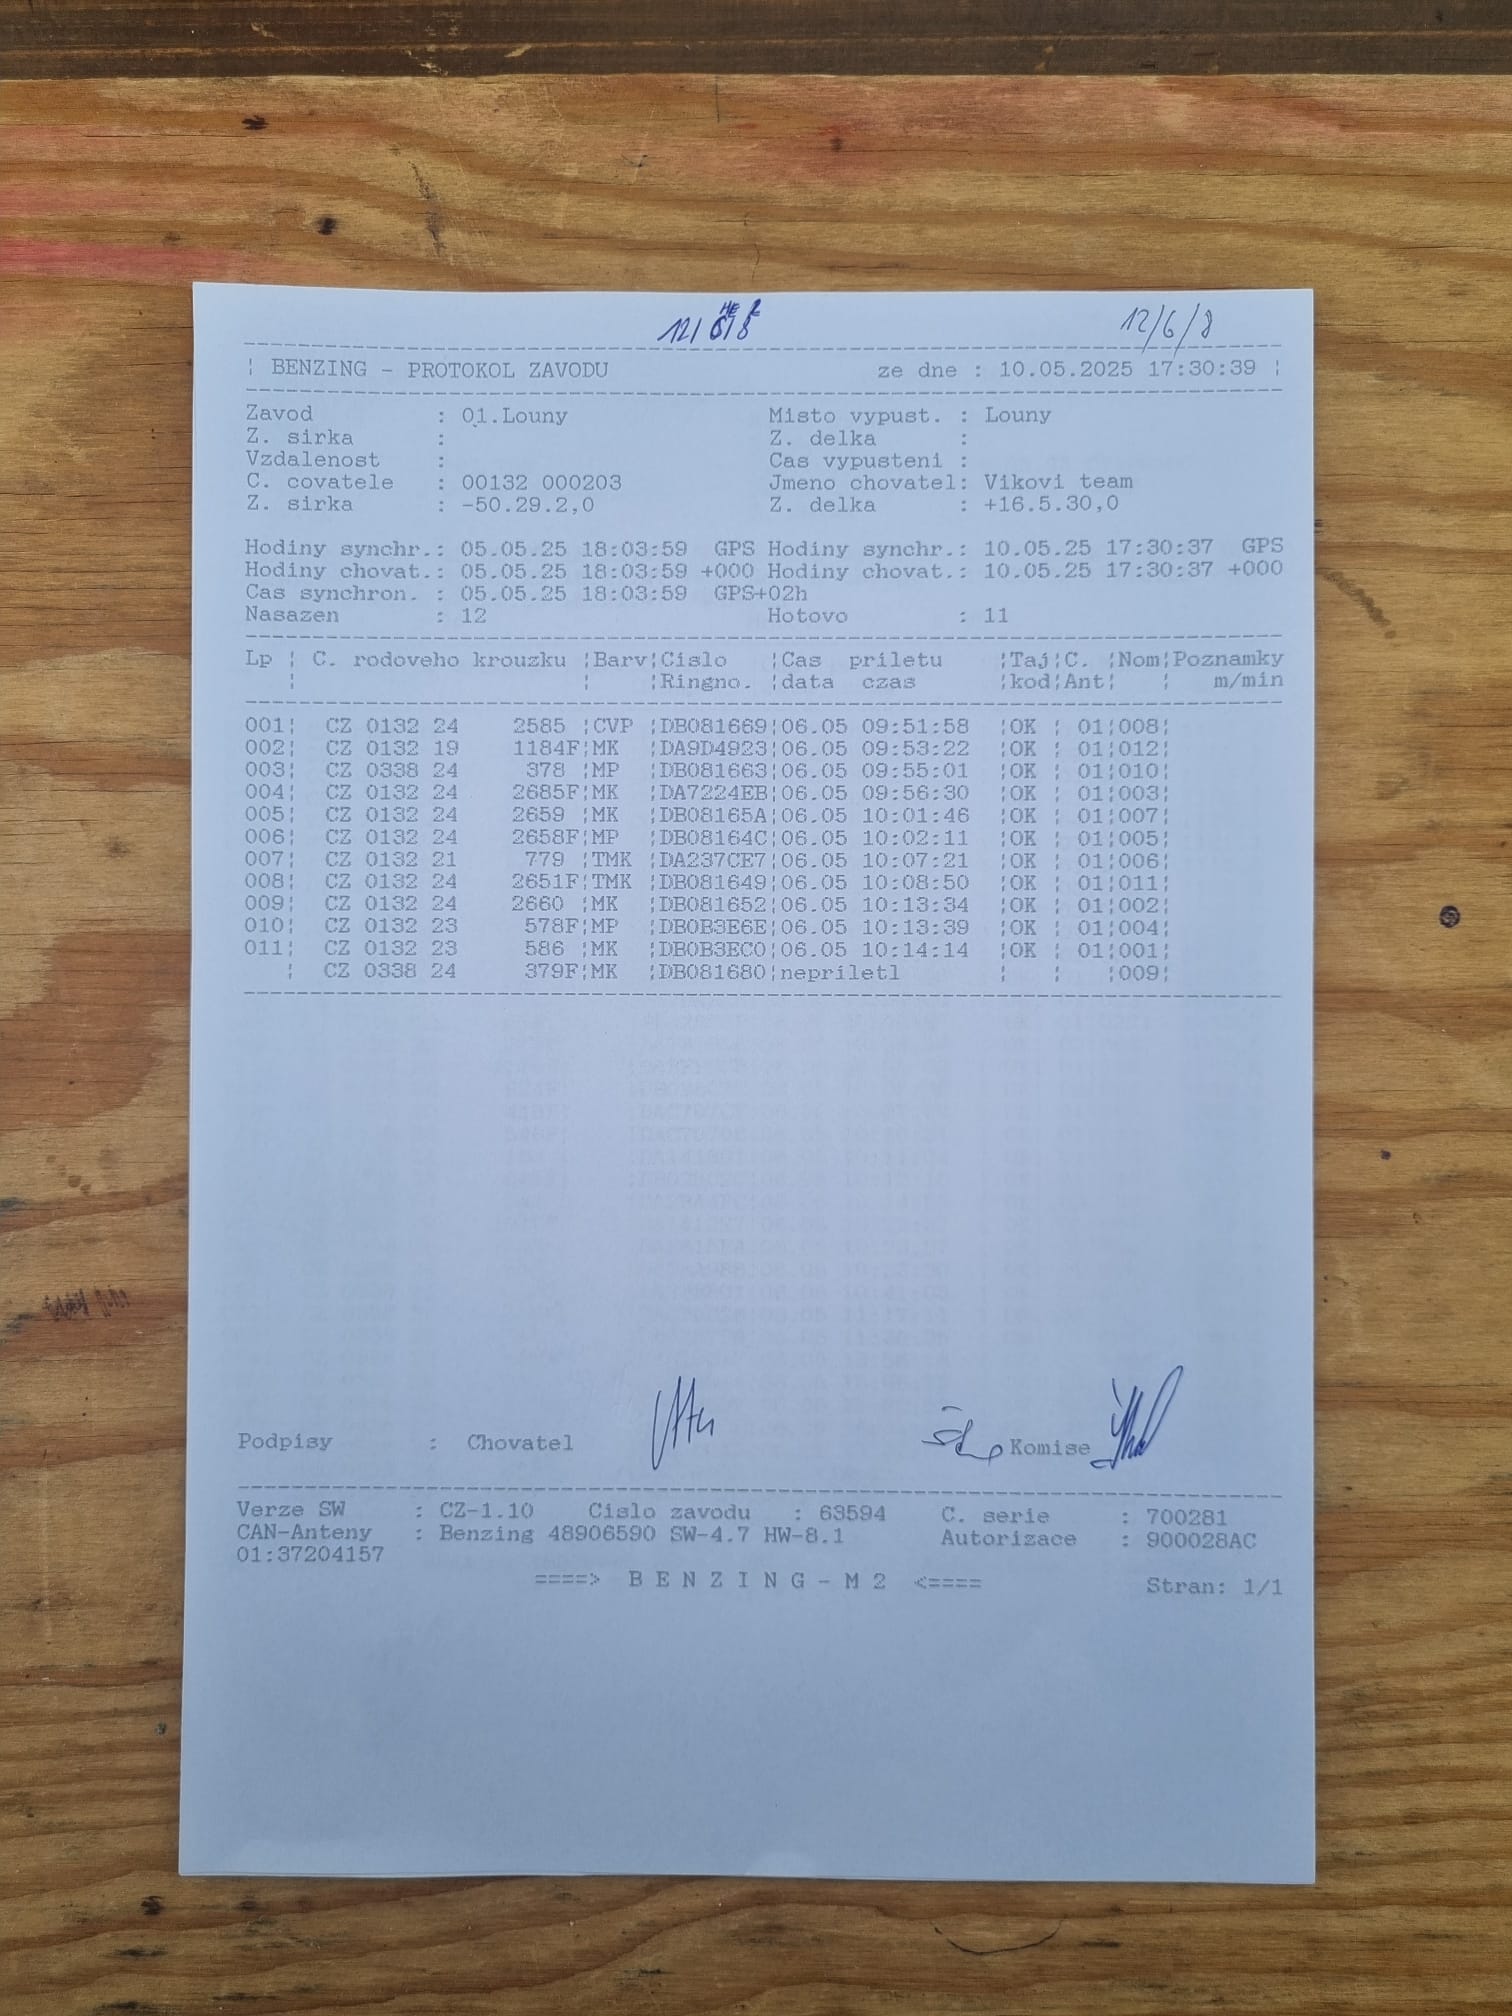 12/6/8
12/6/8
BENZING - PROTOKOL ZAVODU ze dne : 10.05.2025 17:30:39
Zavod : 01.Louny Misto vypust. : Louny
Z. sirka : Z. delka :
Vzdalenost : Cas vypusteni :
C. covatele : 00132 000203 Jmeno chovatel: Vikovi team
Z. sirka : -50.29.2,0 Z. delka : +16.5.30,0
Hodiny synchr.: 05.05.25 18:03:59 GPS Hodiny synchr.: 10.05.25 17:30:37 GPS
Hodiny chovat.: 05.05.25 18:03:59 +000 Hodiny chovat.: 10.05.25 17:30:37 +000
Cas synchron. : 05.05.25 18:03:59 GPS+02h
Nasazen : 12 Hotovo : 11
Lp ¦ C. rodoveho krouzku ¦Barv¦Cislo ¦Cas priletu ¦Taj¦C. ¦Nom¦Poznamky
¦ ¦ ¦Ringno. ¦data czas ¦kod¦Ant¦ ¦ m/min
001¦ CZ 0132 24 2585 ¦CVP ¦DB081669¦06.05 09:51:58 ¦OK ¦ 01¦008¦
002¦ CZ 0132 19 1184F¦MK ¦DA9D4923¦06.05 09:53:22 ¦OK ¦ 01¦012¦
003¦ CZ 0338 24 378 ¦MP ¦DB081663¦06.05 09:55:01 ¦OK ¦ 01¦010¦
004¦ CZ 0132 24 2685F¦MK ¦DA7224EB¦06.05 09:56:30 ¦OK ¦ 01¦003¦
005¦ CZ 0132 24 2659 ¦MK ¦DB08165A¦06.05 10:01:46 ¦OK ¦ 01¦007¦
006¦ CZ 0132 24 2658F¦MP ¦DB08164C¦06.05 10:02:11 ¦OK ¦ 01¦005¦
007¦ CZ 0132 21 779 ¦TMK ¦DA237CE7¦06.05 10:07:21 ¦OK ¦ 01¦006¦
008¦ CZ 0132 24 2651F¦TMK ¦DB081649¦06.05 10:08:50 ¦OK ¦ 01¦011¦
009¦ CZ 0132 24 2660 ¦MK ¦DB081652¦06.05 10:13:34 ¦OK ¦ 01¦002¦
010¦ CZ 0132 23 578F¦MP ¦DB0B3E6E¦06.05 10:13:39 ¦OK ¦ 01¦004¦
011¦ CZ 0132 23 586 ¦MK ¦DB0B3EC0¦06.05 10:14:14 ¦OK ¦ 01¦001¦
¦ CZ 0338 24 379F¦MK ¦DB081680¦nepriletl ¦ ¦ ¦009¦
Podpisy : Chovatel Komise
Verze SW : CZ-1.10 Cislo zavodu : 63594 C. serie : 700281
CAN-Anteny : Benzing 48906590 SW-4.7 HW-8.1 Autorizace : 900028AC
01:37204157
====> B E N Z I N G - M 2 <==== Stran: 1/1